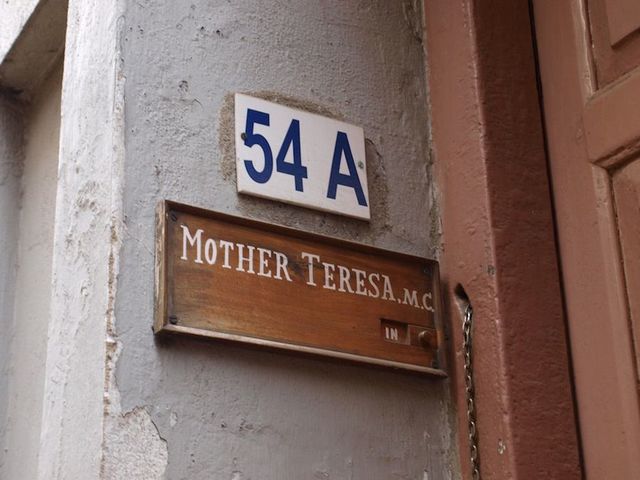 54 A
MOTHER TERESA, M.C.
IN